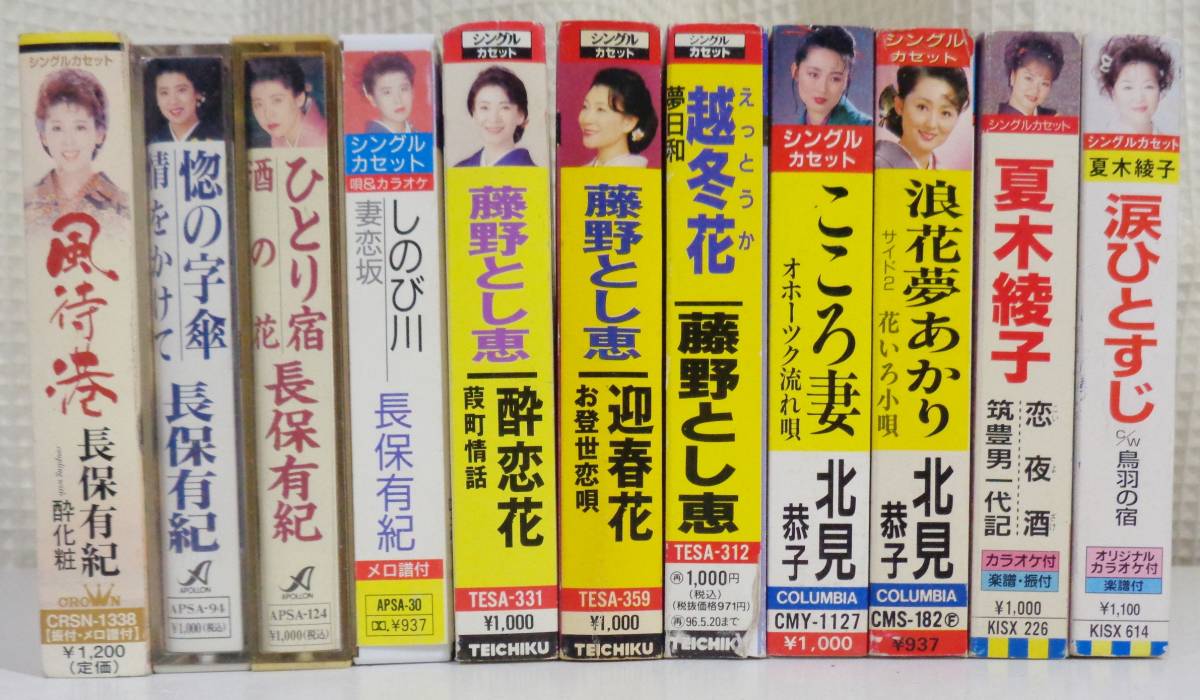 シングルカセット
風待港
長保有紀
酔化粧
CROWN
CRSN-1338
【振付・メロ譜付】
¥1,200
(定価)
惚の字傘
情をかけて
長保有紀
APOLLON
APSA-94
¥1,000(税込)
ひとり宿
酒の花
長保有紀
APOLLON
APSA-124
¥1,000(税込)
シングル
カセット
唄&カラオケ
しのび川
妻恋坂
長保有紀
メロ譜付
APSA-30
¥937
シングル
カセット
藤野とし恵
酔恋花
葭町情話
TESA-331
¥1,000
TEICHIKU
シングル
カセット
藤野とし恵
迎春花
お登世恋唄
TESA-359
¥1,000
TEICHIKU
シングル
カセット
越冬花
えっとうか
夢日和
藤野とし恵
TESA-312
再 1,000円
(税込)
(税抜価格971円)
再 96.5.20まで
TEICHIKU
シングル
カセット
こころ妻
オホーツク流れ唄
北見恭子
COLUMBIA
CMY-1127
¥1,000
シングル
カセット
浪花夢あかり
サイド2 花いろ小唄
北見恭子
COLUMBIA
CMS-182Ⓕ
¥937
シングルカセット
夏木綾子
恋夜酒
こいよざけ
筑豊男一代記
カラオケ付
楽譜・振付
¥1,000
KISX 226
シングルカセット
夏木綾子
涙ひとすじ
C/W 鳥羽の宿
オリジナル
カラオケ付
楽譜付
¥1,100
KISX 614